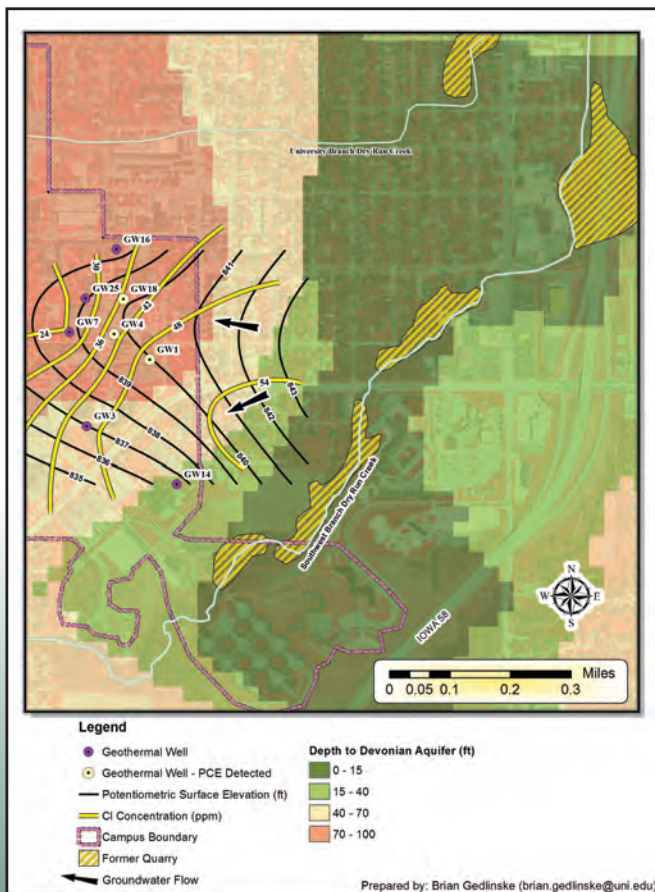 University Branch Dry Run Creek
GW16
841
30
GW25
GW18
42
24
GW7
GW4
48
36
GW1
54
843
839
842
GW3
838
837
840
836
835
GW14
Southwest Branch Dry Run Creek
IOWA 58
N
W
E
S
Miles
0 0.05 0.1 0.2 0.3
Legend
Geothermal Well
Geothermal Well - PCE Detected
Potentiometric Surface Elevation (ft)
Cl Concentration (ppm)
Campus Boundary
Former Quarry
Groundwater Flow
Depth to Devonian Aquifer (ft)
0 - 15
15 - 40
40 - 70
70 - 100
Prepared by: Brian Gedlinske (brian.gedlinske@uni.edu)